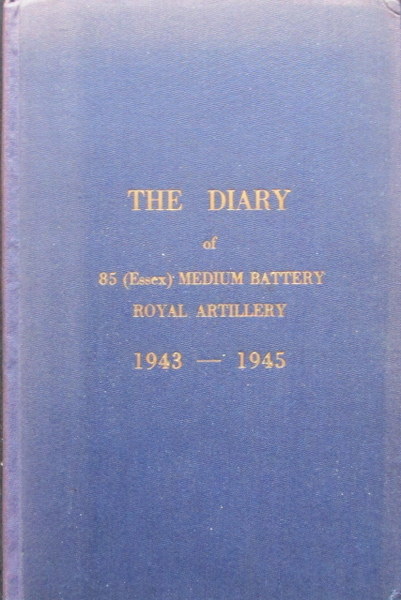 THE DIARY
of
85 (Essex) MEDIUM BATTERY
ROYAL ARTILLERY
1943 — 1945